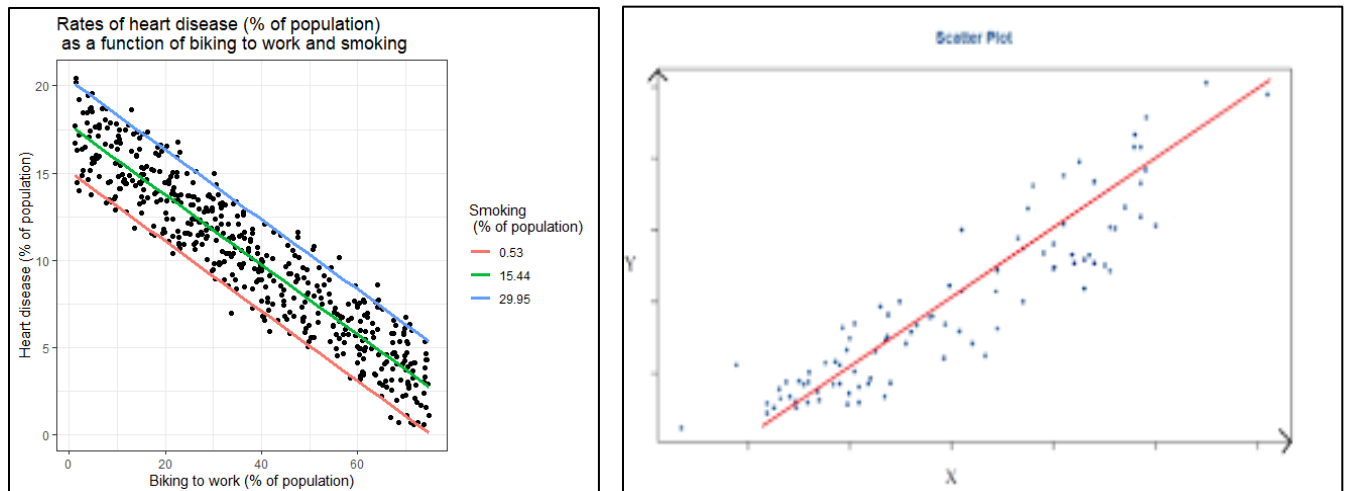 Rates of heart disease (% of population)
as a function of biking to work and smoking
20
15
10
5
0
Heart disease (% of population)
0
20
40
60
Biking to work (% of population)
Smoking
(% of population)
0.53
15.44
29.95
Scatter Plot
Y
X